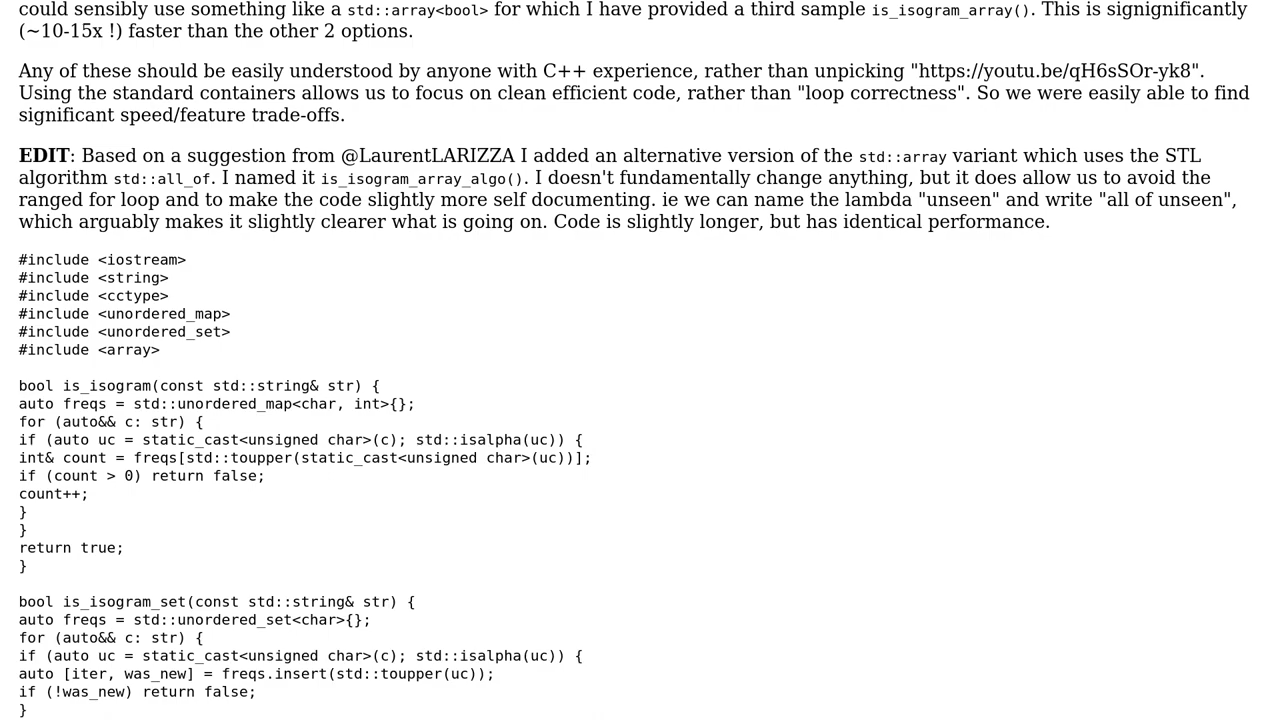 could sensibly use something like a std::array<bool> for which I have provided a third sample is_isogram_array(). This is signignificantly
(~10-15x !) faster than the other 2 options.
Any of these should be easily understood by anyone with C++ experience, rather than unpicking "https://youtu.be/qH6sSOr-yk8".
Using the standard containers allows us to focus on clean efficient code, rather than "loop correctness". So we were easily able to find
significant speed/feature trade-offs.
EDIT: Based on a suggestion from @LaurentLARIZZA I added an alternative version of the std::array variant which uses the STL
algorithm std::all_of. I named it is_isogram_array_algo(). I doesn't fundamentally change anything, but it does allow us to avoid the
ranged for loop and to make the code slightly more self documenting. ie we can name the lambda "unseen" and write "all of unseen",
which arguably makes it slightly clearer what is going on. Code is slightly longer, but has identical performance.
#include <iostream>
#include <string>
#include <cctype>
#include <unordered_map>
#include <unordered_set>
#include <array>
bool is_isogram(const std::string& str) {
auto freqs = std::unordered_map<char, int>{};
for (auto&& c: str) {
if (auto uc = static_cast<unsigned char>(c); std::isalpha(uc)) {
int& count = freqs[std::toupper(static_cast<unsigned char>(uc))];
if (count > 0) return false;
count++;
}
}
return true;
}
bool is_isogram_set(const std::string& str) {
auto freqs = std::unordered_set<char>{};
for (auto&& c: str) {
if (auto uc = static_cast<unsigned char>(c); std::isalpha(uc)) {
auto [iter, was_new] = freqs.insert(std::toupper(uc));
if (!was_new) return false;
}